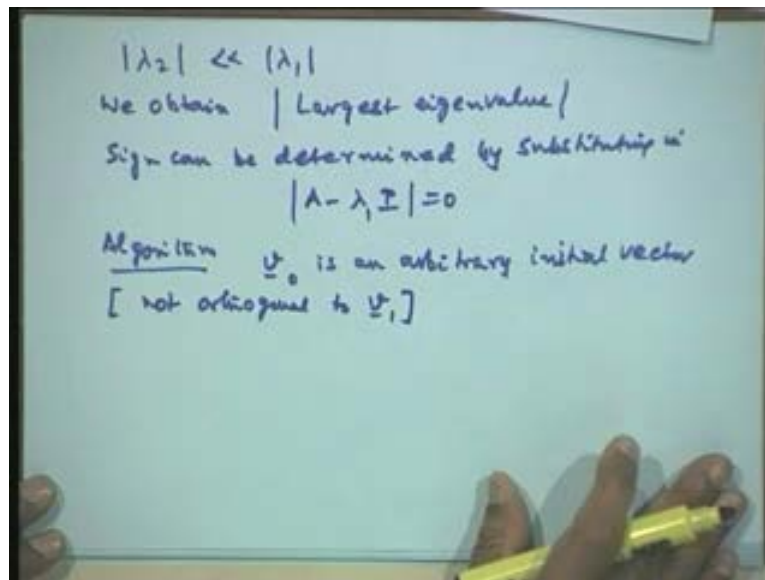 |λ₂| << |λ₁|
We obtain | Largest eigenvalue |
Sign can be determined by substituting in
|A - λ₁ I| = 0
Algorithm v₀ is an arbitrary initial vector
[ not orthogonal to v₁ ]